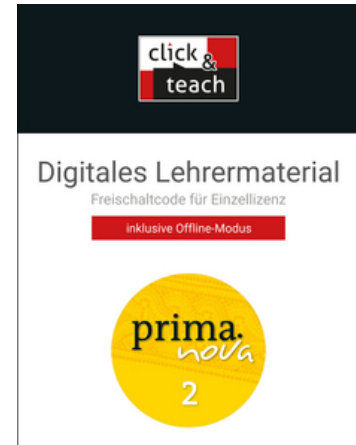 click &
teach
Digitales Lehrermaterial
Freischaltcode für Einzellizenz
inklusive Offline-Modus
prima.
nova
2